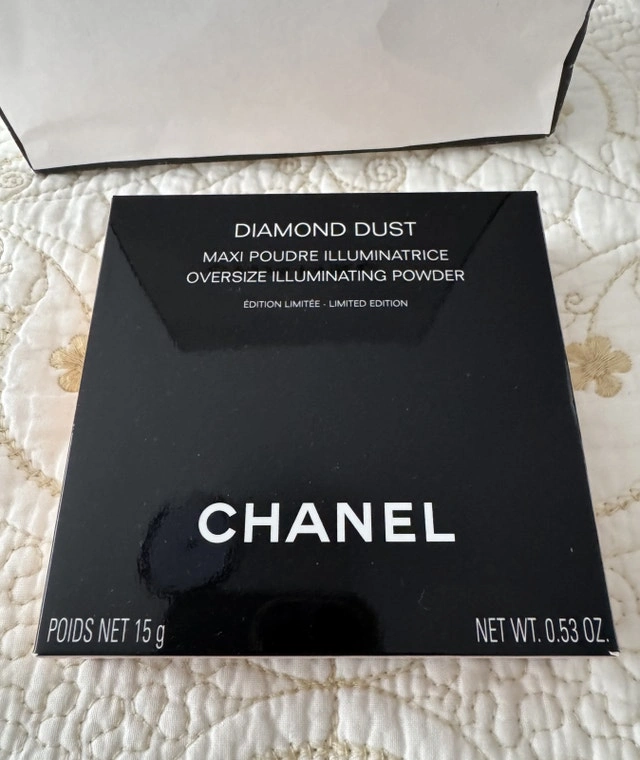 DIAMOND DUST
MAXI POUDRE ILLUMINATRICE
OVERSIZE ILLUMINATING POWDER
ÉDITION LIMITÉE - LIMITED EDITION
CHANEL
POIDS NET 15 g
NET WT. 0.53 OZ.